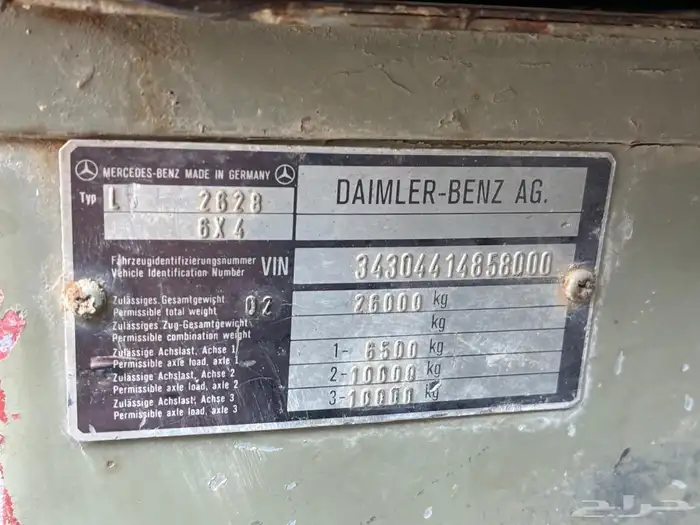 MERCEDES-BENZ MADE IN GERMANY
Typ L 2628
6X4
DAIMLER-BENZ AG.
Fahrzeugidentifizierungsnummer
Vehicle Identification Number VIN 34304414858000
Zulässiges Gesamtgewicht
Permissible total weight 02 26000 kg
Zulässiges Zug-Gesamtgewicht
Permissible combination weight kg
Zulässige Achslast, Achse 1
Permissible axle load, axle 1 1- 6500 kg
Zulässige Achslast, Achse 2
Permissible axle load, axle 2 2- 10000 kg
Zulässige Achslast, Achse 3
Permissible axle load, axle 3 3- 10000 kg
حراج